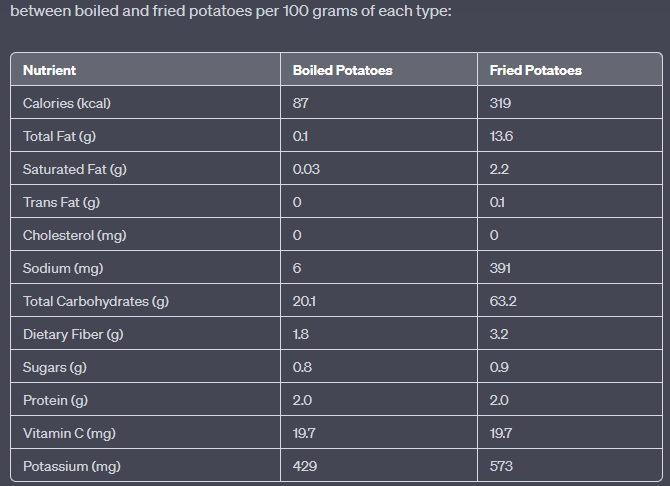 between boiled and fried potatoes per 100 grams of each type:
Nutrient Boiled Potatoes Fried Potatoes
Calories (kcal) 87 319
Total Fat (g) 0.1 13.6
Saturated Fat (g) 0.03 2.2
Trans Fat (g) 0 0.1
Cholesterol (mg) 0 0
Sodium (mg) 6 391
Total Carbohydrates (g) 20.1 63.2
Dietary Fiber (g) 1.8 3.2
Sugars (g) 0.8 0.9
Protein (g) 2.0 2.0
Vitamin C (mg) 19.7 19.7
Potassium (mg) 429 573